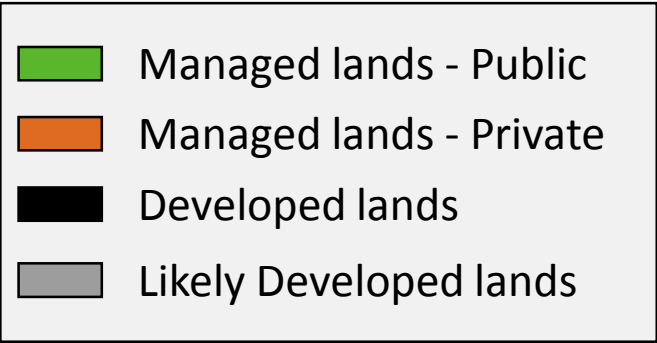 Managed lands - Public
Managed lands - Private
Developed lands
Likely Developed lands